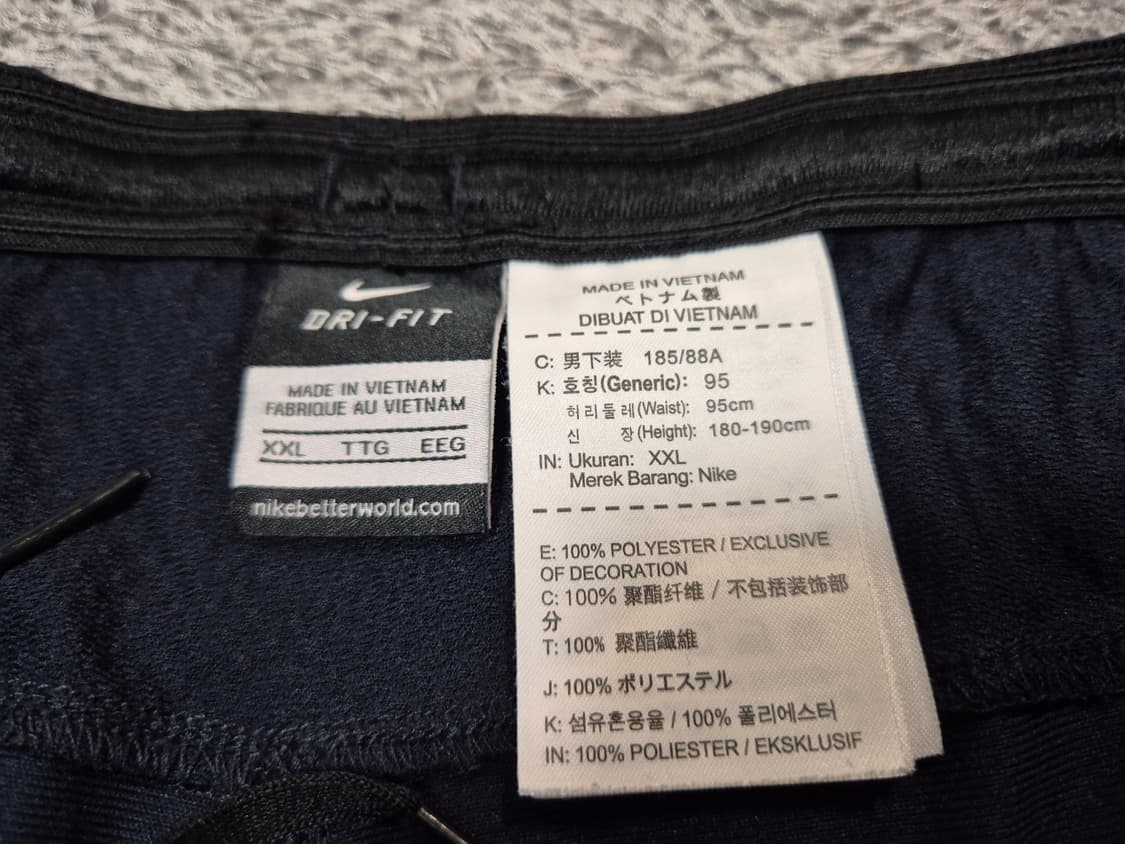 DRI-FIT
MADE IN VIETNAM
FABRIQUE AU VIETNAM
XXL TTG EEG
nikebetterworld.com
MADE IN VIETNAM
ベトナム製
DIBUAT DI VIETNAM
C: 男下装 185/88A
K: 호칭(Generic): 95
허리둘레(Waist): 95cm
신 장(Height): 180-190cm
IN: Ukuran: XXL
Merek Barang: Nike
E: 100% POLYESTER / EXCLUSIVE
OF DECORATION
C: 100% 聚酯纤维 / 不包括装饰部
分
T: 100% 聚酯纖維
J: 100% ポリエステル
K: 섬유혼용율 / 100% 폴리에스터
IN: 100% POLIESTER / EKSKLUSIF